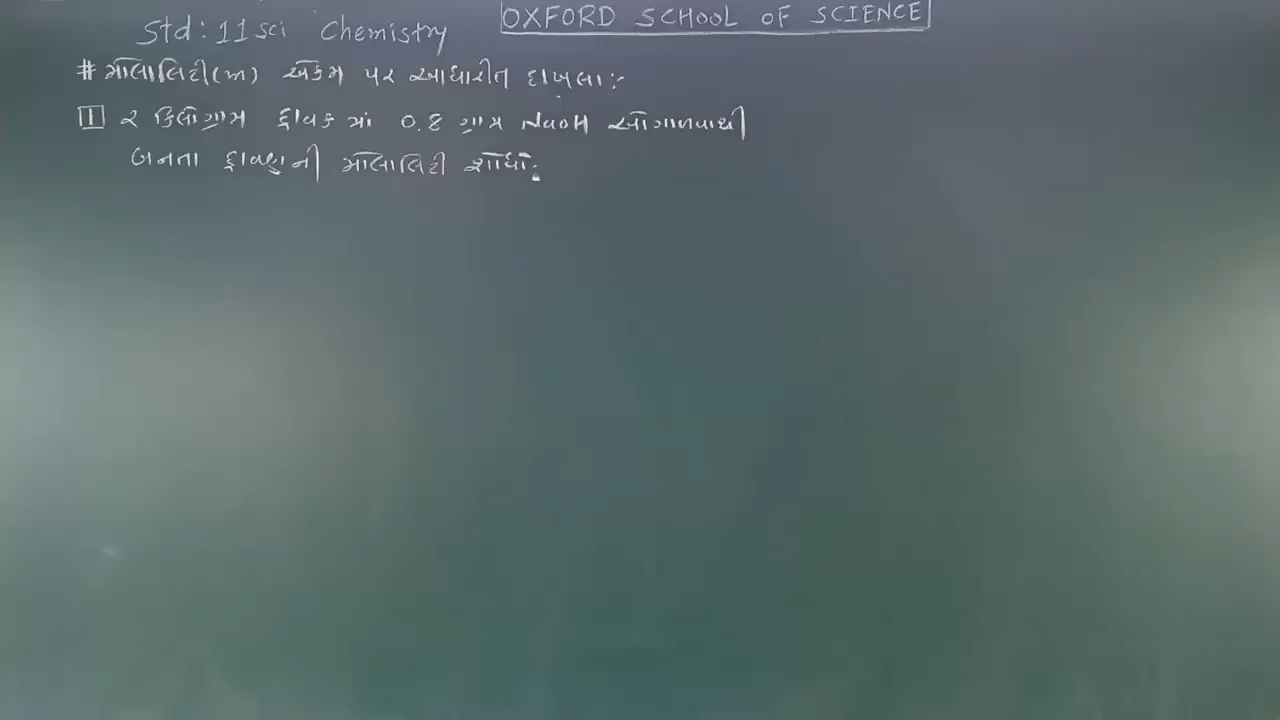 OXFORD SCHOOL OF SCIENCE
Std: 11 sci Chemistry
# મોલાલિટી(m) એકમ પર આધારીત દાખલા:-
1 ૨ કિલોગ્રામ દ્રાવક માં 0.8 ગ્રામ NaOH ઓગાળવાથી
બનતા દ્રાવણની મોલાલિટી શોધો: